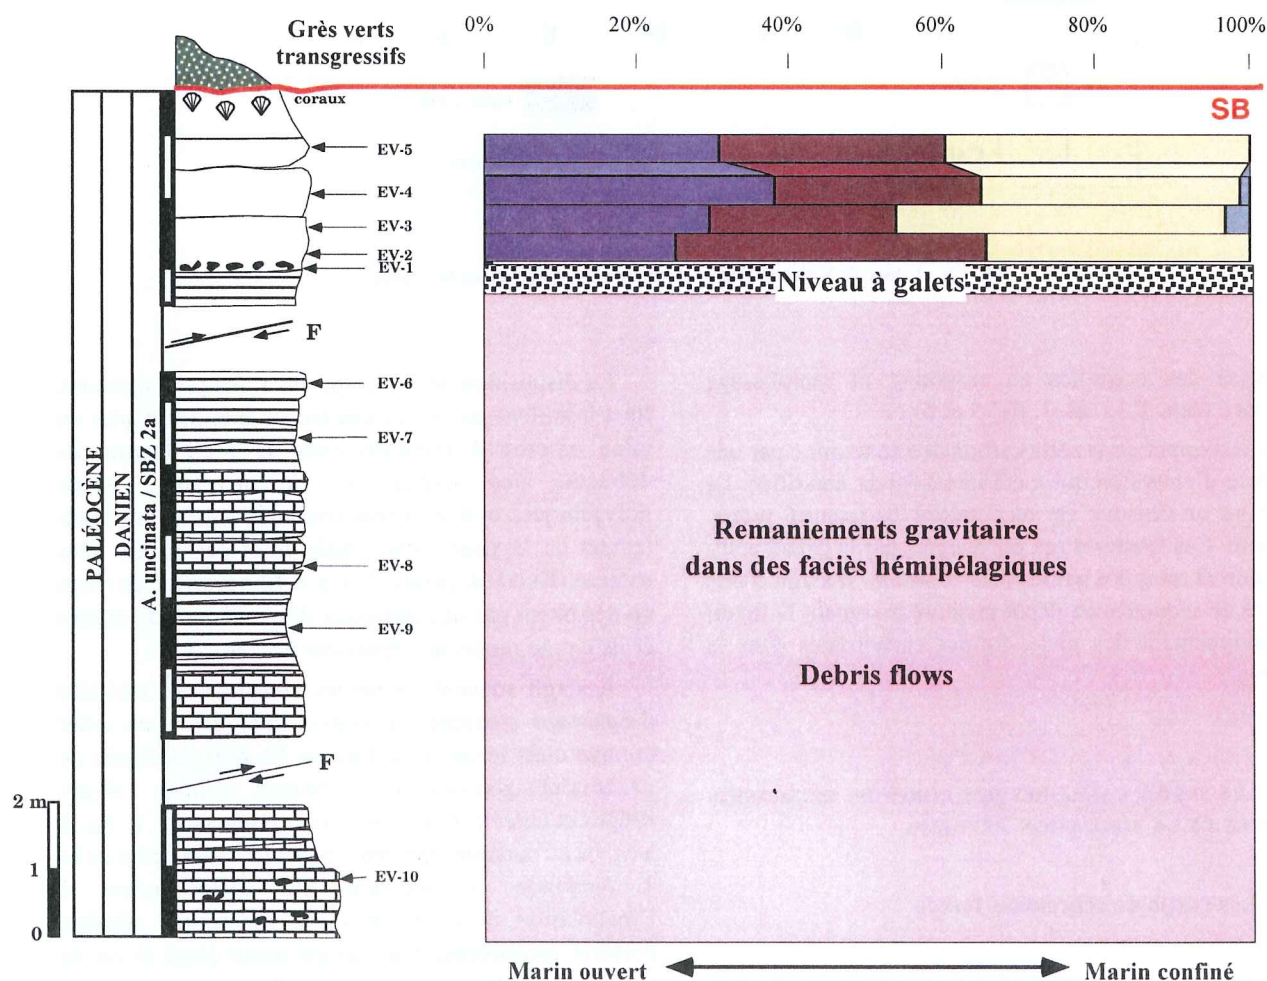 Grès verts
transgressifs
0%
20%
40%
60%
80%
100%
coraux
SB
EV-5
EV-4
EV-3
EV-2
EV-1
Niveau à galets
F
EV-6
EV-7
PALÉOCÈNE
DANIEN
A. uncinata / SBZ 2a
Remaniements gravitaires
dans des faciès hémipélagiques
EV-8
EV-9
Debris flows
F
2 m
1
EV-10
0
Marin ouvert
Marin confiné